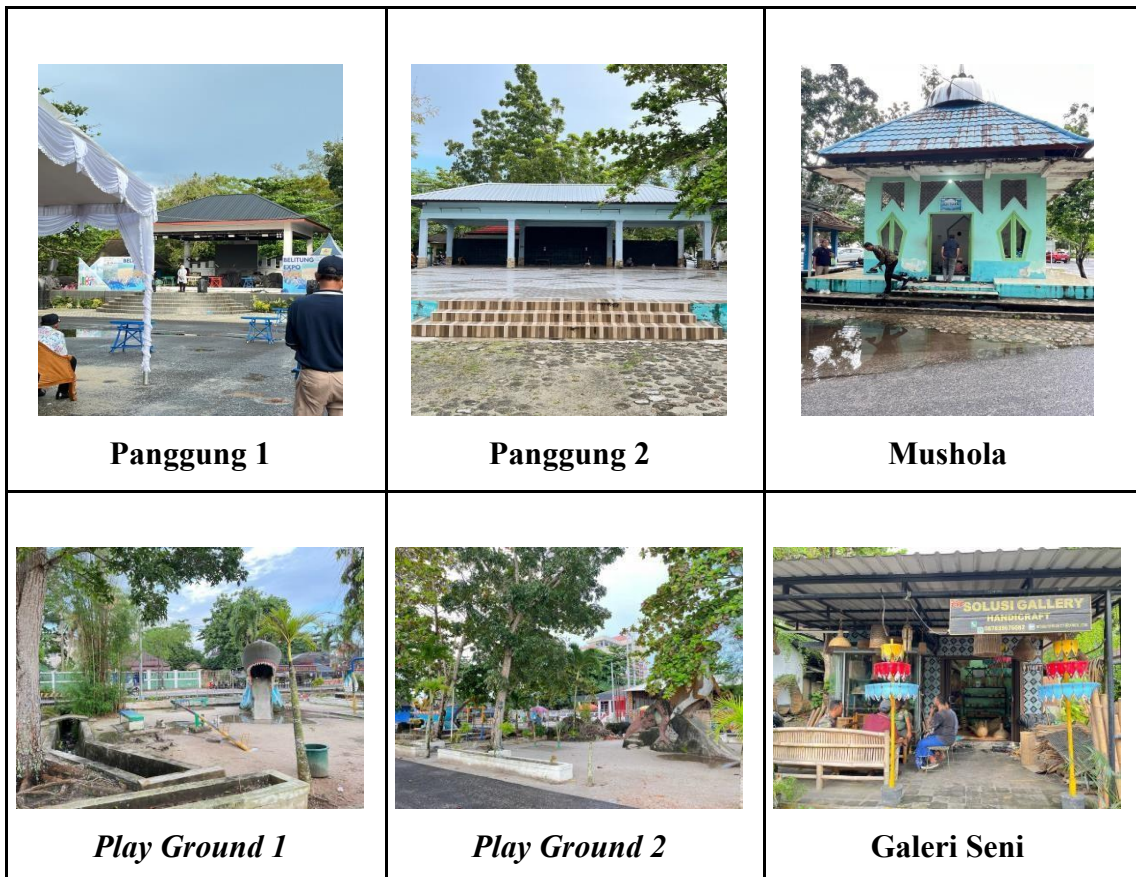 BELITUNG
EXPO
Panggung 1
Panggung 2
Mushola
SOLUSI GALLERY
HANDICRAFT
Play Ground 1
Play Ground 2
Galeri Seni